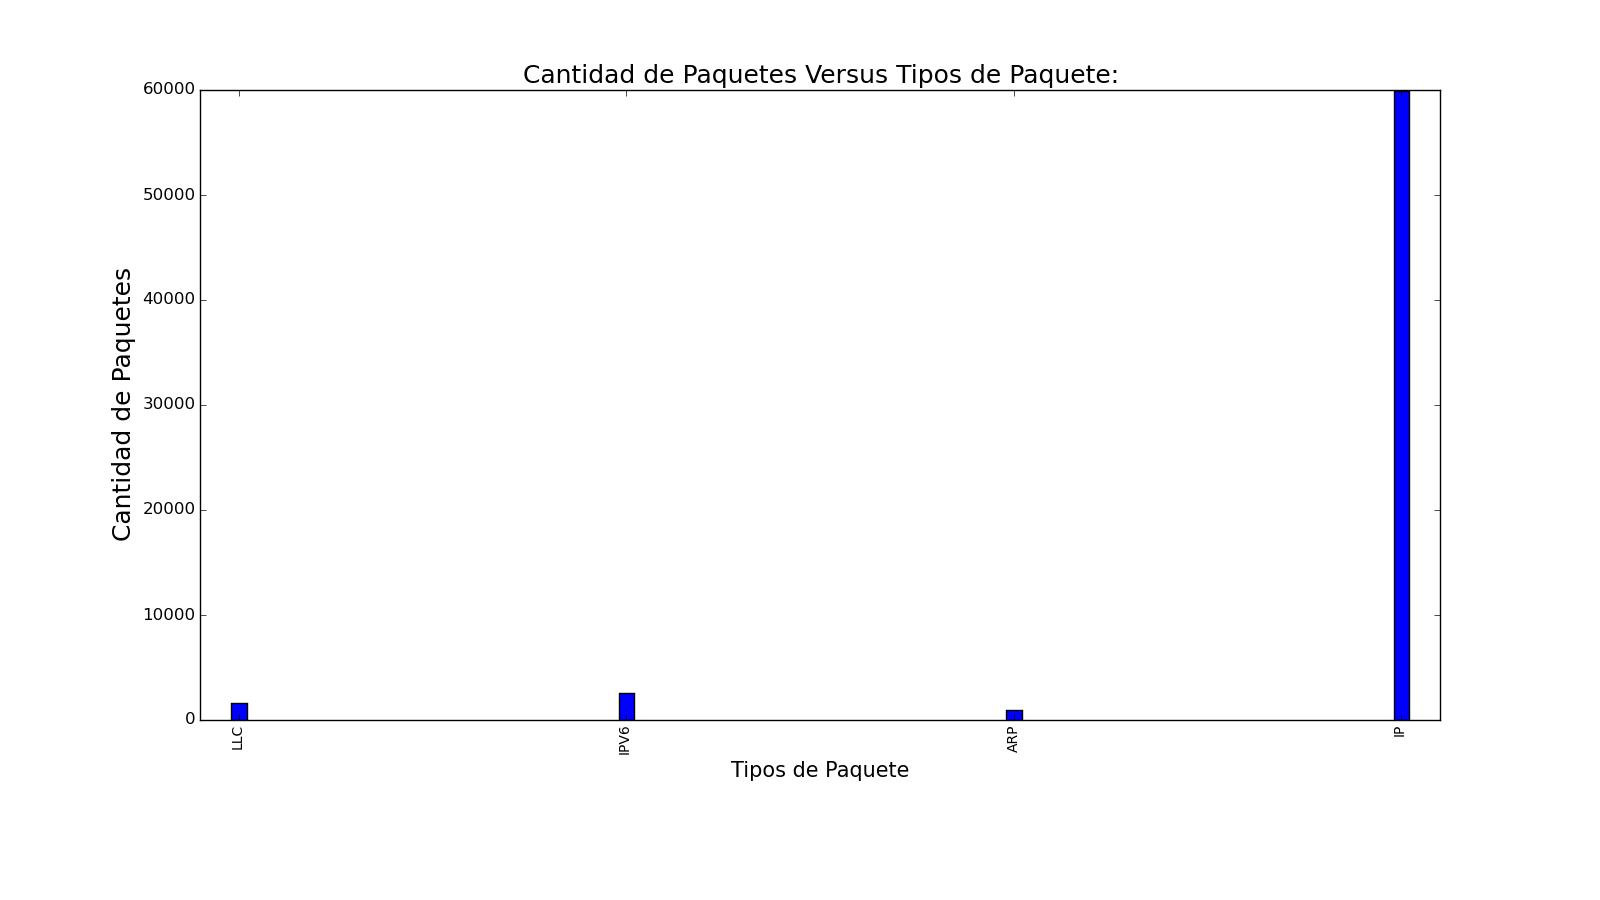 Cantidad de Paquetes Versus Tipos de Paquete:
Cantidad de Paquetes
60000
50000
40000
30000
20000
10000
0
LLC
IPV6
ARP
IP
Tipos de Paquete